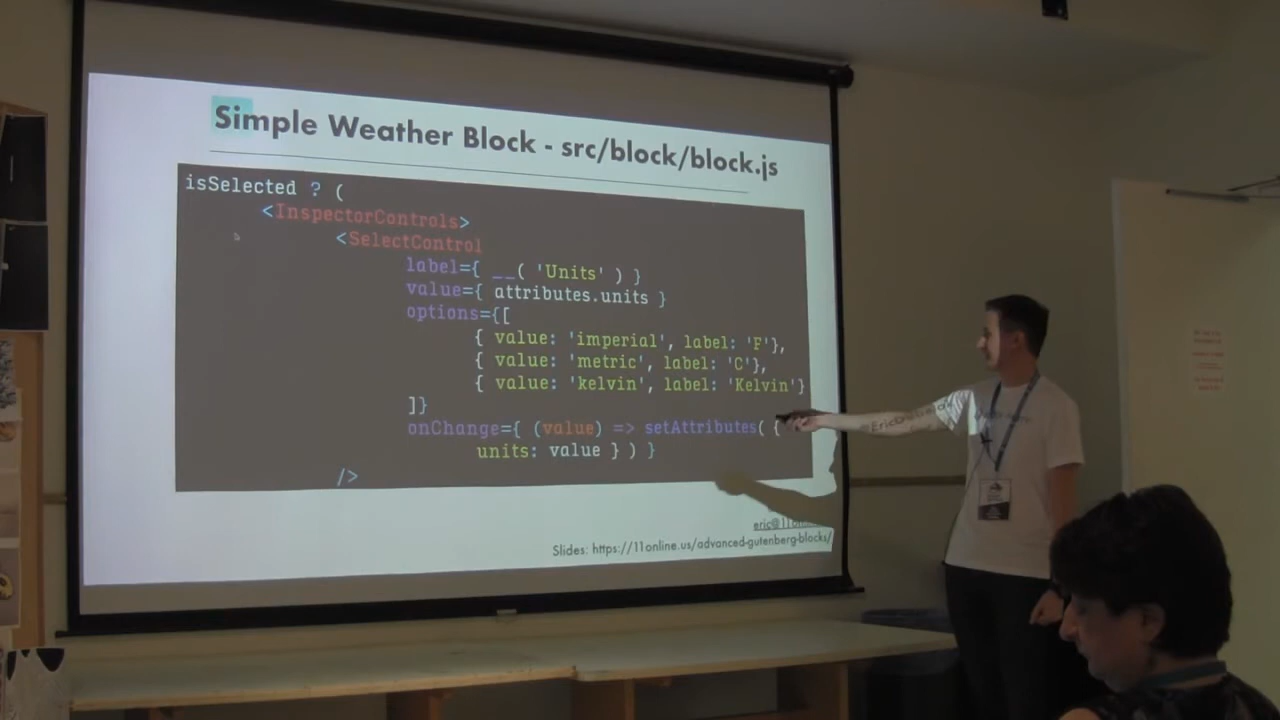 Simple Weather Block - src/block/block.js
isSelected ? (
<InspectorControls>
<SelectControl
label={ __( 'Units' ) }
value={ attributes.units }
options={[
{ value: 'imperial', label: 'F'},
{ value: 'metric', label: 'C'},
{ value: 'kelvin', label: 'Kelvin'}
]}
onChange={ (value) => setAttributes( {
units: value } ) }
/>
Slides: https://11online.us/advanced-gutenberg-blocks/